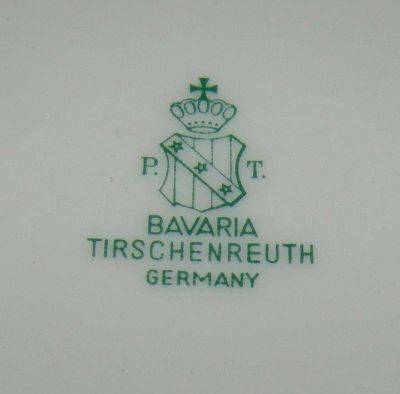 P. T.
BAVARIA
TIRSCHENREUTH
GERMANY